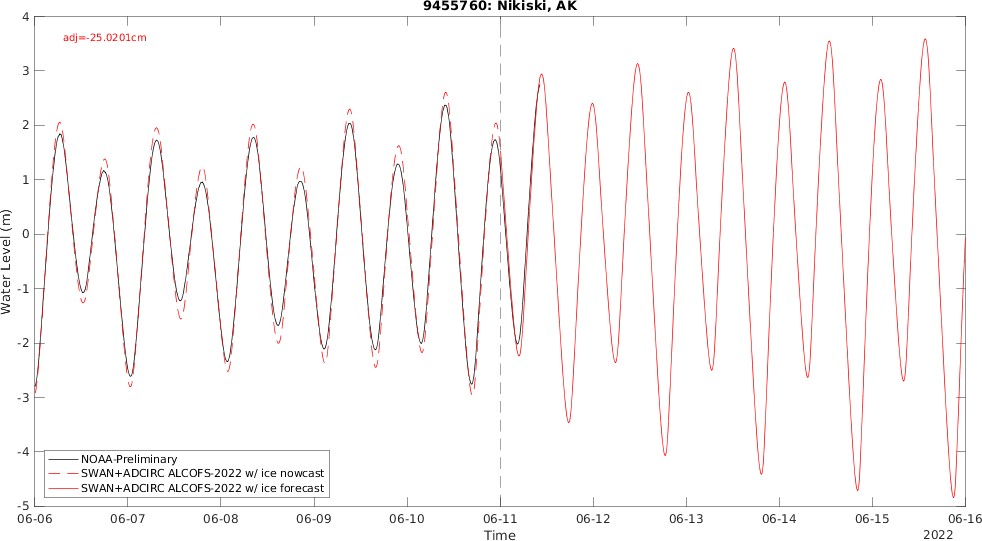 9455760: Nikiski, AK
adj=-25.0201cm
Water Level (m)
4
3
2
1
0
-1
-2
-3
-4
-5
NOAA-Preliminary
SWAN+ADCIRC ALCOFS-2022 w/ ice nowcast
SWAN+ADCIRC ALCOFS-2022 w/ ice forecast
06-06 06-07 06-08 06-09 06-10 06-11 06-12 06-13 06-14 06-15 06-16
Time
2022